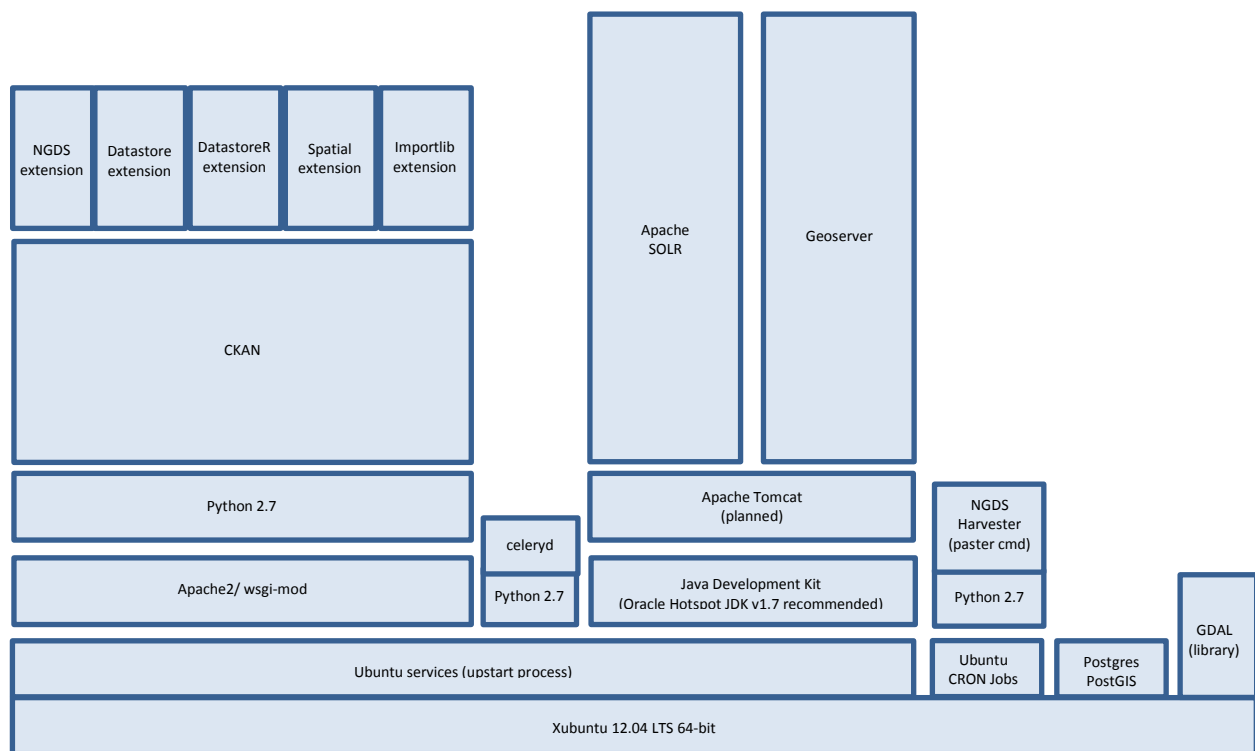 NGDS
extension
Datastore
extension
DatastoreR
extension
Spatial
extension
Importlib
extension
Apache
SOLR
Geoserver
CKAN
Python 2.7
Apache Tomcat
(planned)
NGDS
Harvester
(paster cmd)
celeryd
Apache2/ wsgi-mod
Python 2.7
Java Development Kit
(Oracle Hotspot JDK v1.7 recommended)
Python 2.7
GDAL
(library)
Ubuntu services (upstart process)
Ubuntu
CRON Jobs
Postgres
PostGIS
Xubuntu 12.04 LTS 64-bit